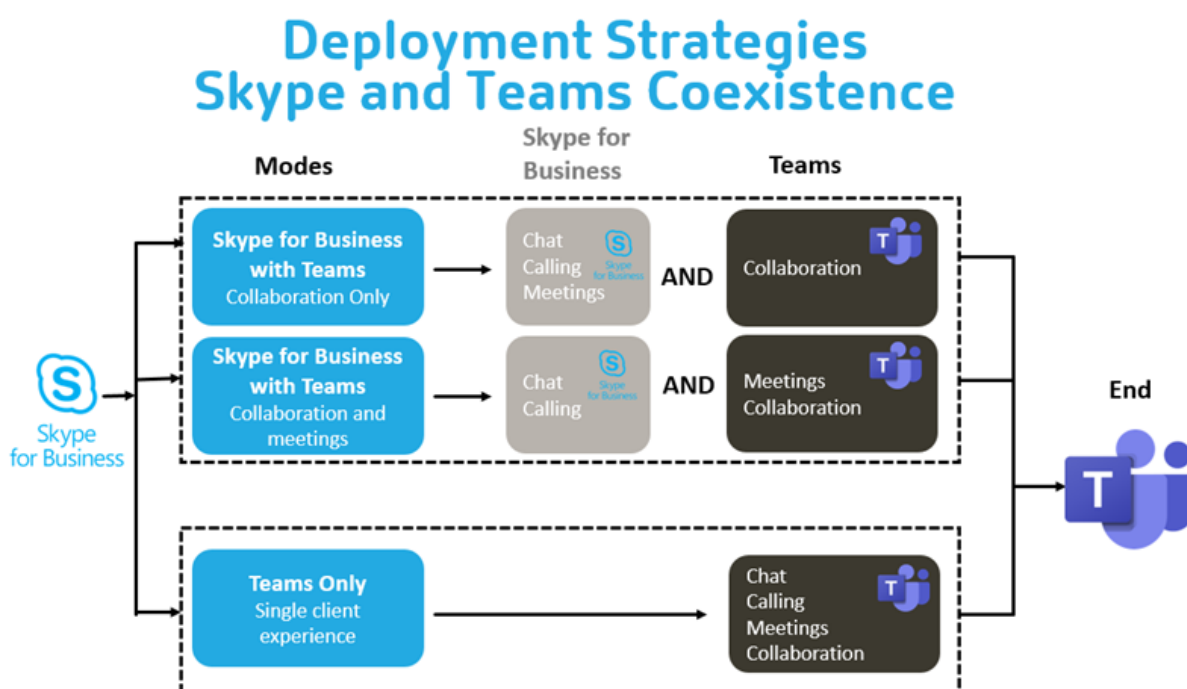 Deployment Strategies
Skype and Teams Coexistence
Modes
Skype for
Business
Teams
Skype for Business
with Teams
Collaboration Only
Chat
Calling
Meetings
S
Skype
for Business
AND
Collaboration
T
Skype for Business
with Teams
Collaboration and
meetings
Chat
Calling
S
Skype
for Business
AND
Meetings
Collaboration
T
S
Skype
for Business
End
T
Teams Only
Single client
experience
Chat
Calling
Meetings
Collaboration
T